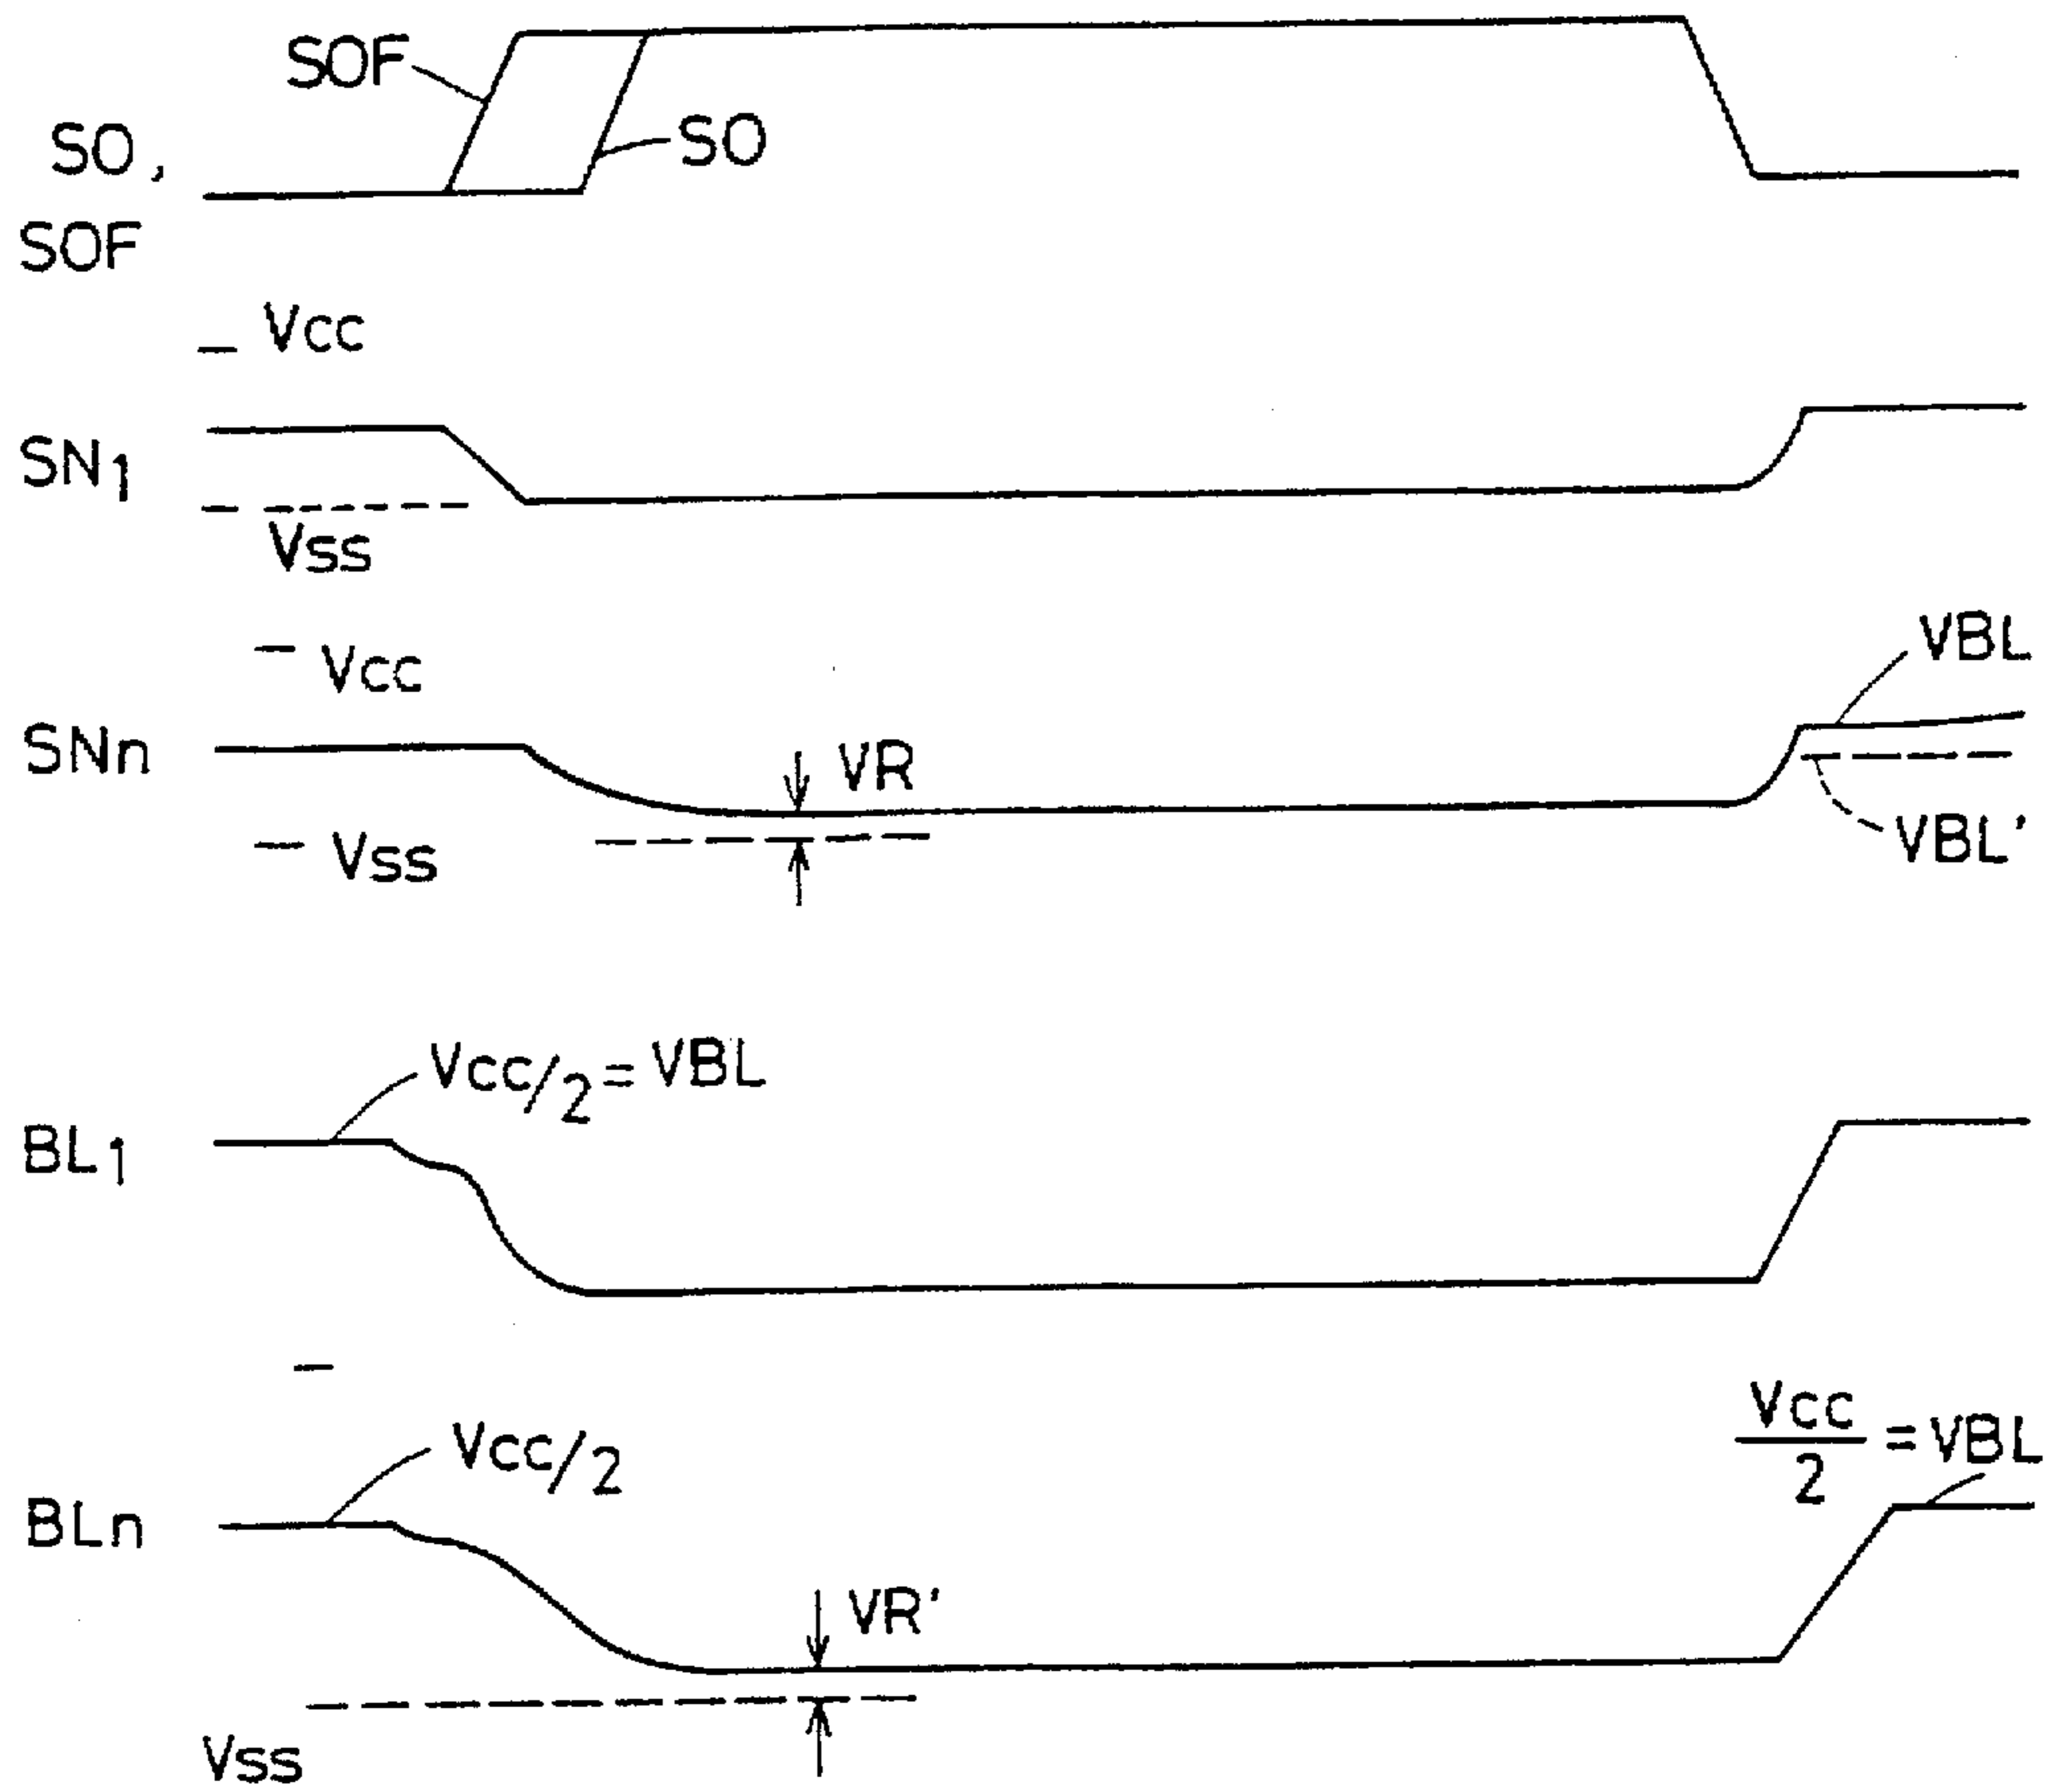 SOF
SO
SO,
SOF
Vcc
SN1
Vss
VBL
Vcc
SNn
VR
VBL'
Vss
Vcc/2=VBL
BL1
Vcc/2=VBL
Vcc/2
BLn
VR'
Vss